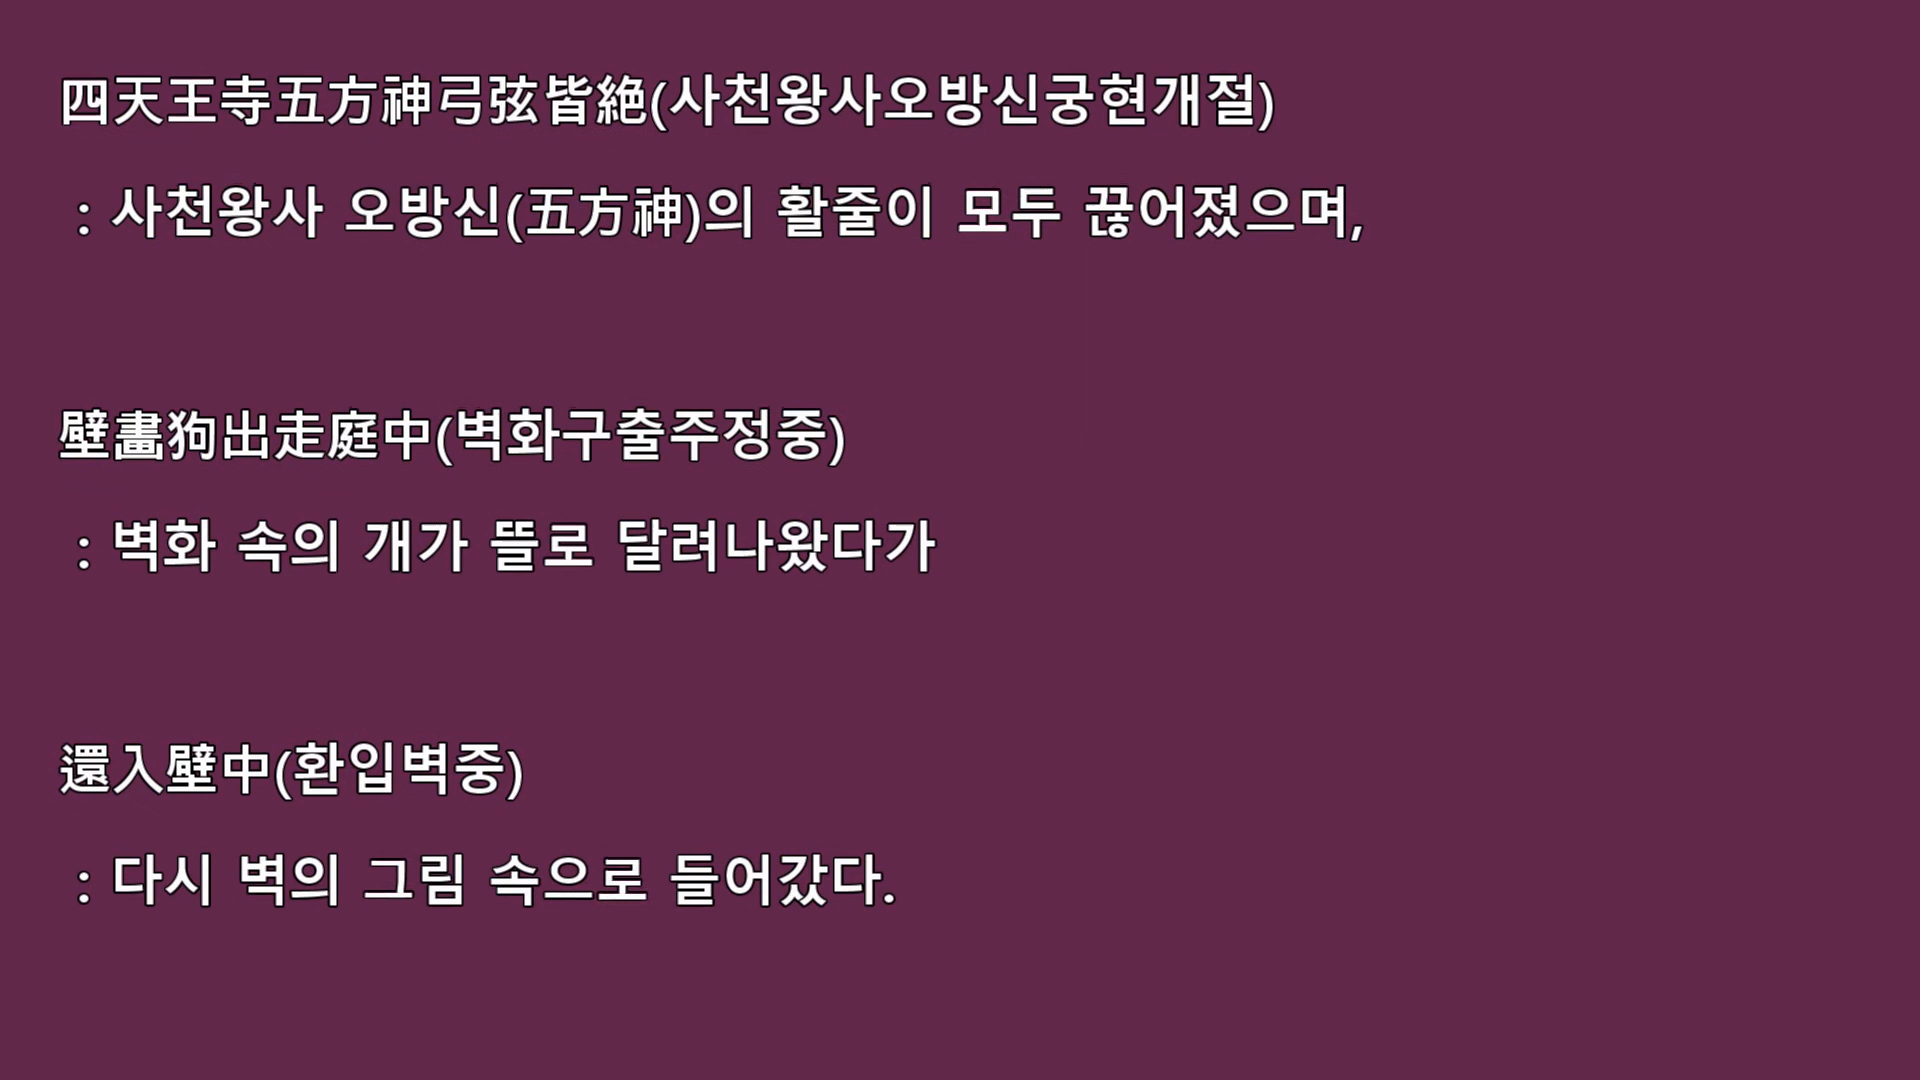 四天王寺五方神弓弦皆絶(사천왕사오방신궁현개절)
: 사천왕사 오방신(五方神)의 활줄이 모두 끊어졌으며,
壁畵狗出走庭中(벽화구출주정중)
: 벽화 속의 개가 뜰로 달려나왔다가
還入壁中(환입벽중)
: 다시 벽의 그림 속으로 들어갔다.